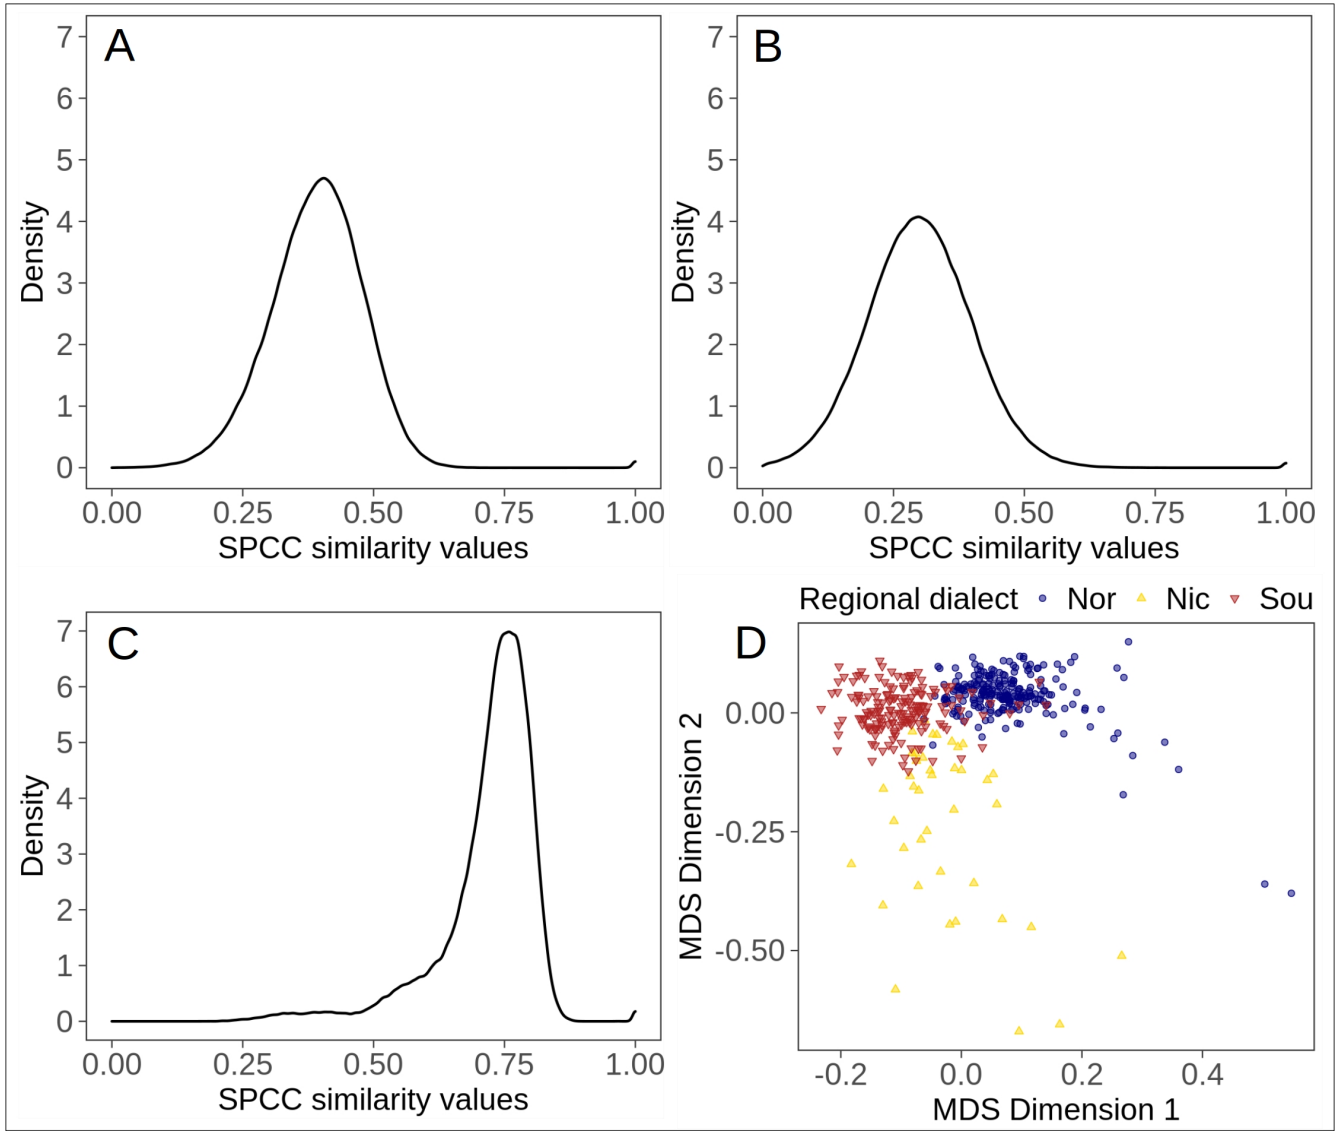 A
7
6
5
4
3
2
1
0
Density
0.00 0.25 0.50 0.75 1.00
SPCC similarity values
B
7
6
5
4
3
2
1
0
Density
0.00 0.25 0.50 0.75 1.00
SPCC similarity values
C
7
6
5
4
3
2
1
0
Density
0.00 0.25 0.50 0.75 1.00
SPCC similarity values
Regional dialect Nor Nic Sou
D
0.00
-0.25
-0.50
MDS Dimension 2
-0.2 0.0 0.2 0.4
MDS Dimension 1